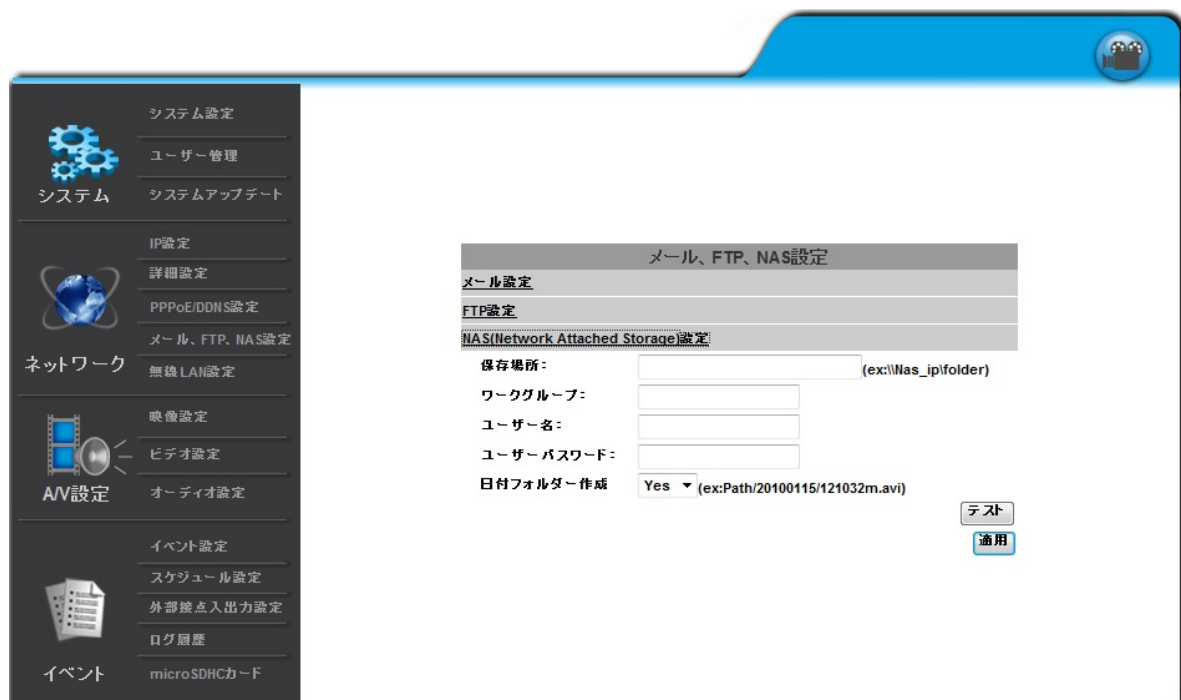 システム設定
ユーザー管理
システム
システムアップデート
IP設定
詳細設定
PPPoE/DDNS設定
メール、FTP、NAS設定
ネットワーク
無線LAN設定
映像設定
ビデオ設定
A/V設定
オーディオ設定
イベント設定
スケジュール設定
外部接点入出力設定
ログ履歴
イベント
microSDHCカード
メール、FTP、NAS設定
メール設定
FTP設定
NAS(Network Attached Storage)設定
保存場所: (ex:\\Nas_ip\folder)
ワークグループ:
ユーザー名:
ユーザーパスワード:
日付フォルダー作成 Yes (ex:Path/20100115/121032m.avi)
テスト
適用